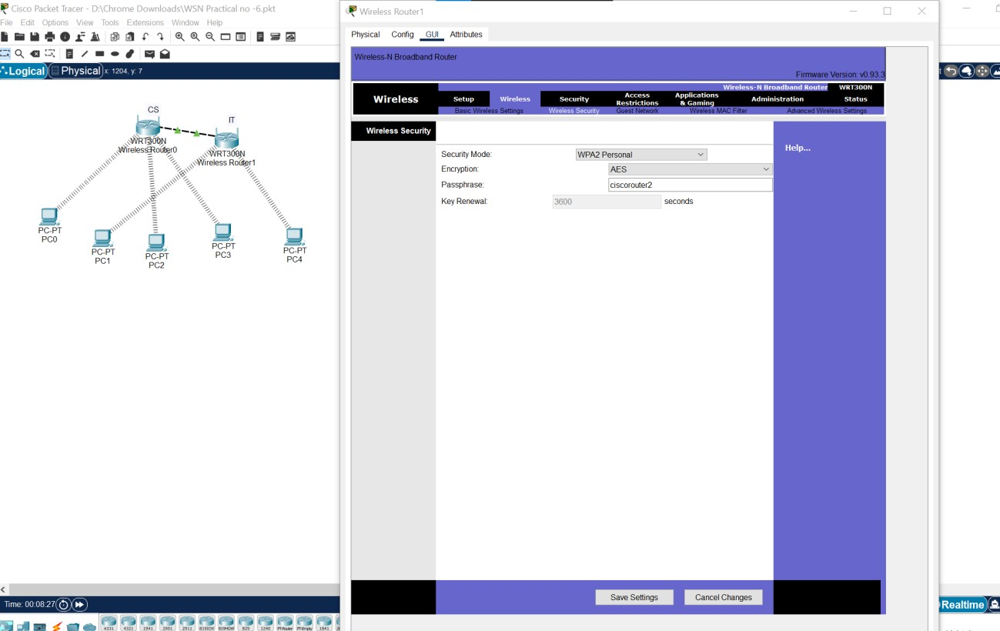 Cisco Packet Tracer - D:\Chrome Downloads\WSN Practical no -6.pkt
File Edit Options View Tools Extensions Window Help
Logical Physical x: 1204, y: 7
CS
IT
WRT300N
Wireless Router0
WRT300N
Wireless Router1
PC-PT
PC0
PC-PT
PC1
PC-PT
PC2
PC-PT
PC3
PC-PT
PC4
Time: 00:08:27
4331 4321 1941 2901 2911 819IOX 819HGW 829 1240 PT-Router PT-Empty 1841
Wireless Router1
Physical Config GUI Attributes
Wireless-N Broadband Router
Firmware Version: v0.93.3
Wireless-N Broadband Router WRT300N
Wireless
Setup Wireless Security Access Restrictions Applications & Gaming Administration Status
Basic Wireless Settings Wireless Security Guest Network Wireless MAC Filter Advanced Wireless Settings
Wireless Security
Help...
Security Mode: WPA2 Personal
Encryption: AES
Passphrase: ciscorouter2
Key Renewal: 3600 seconds
Save Settings Cancel Changes
Realtime